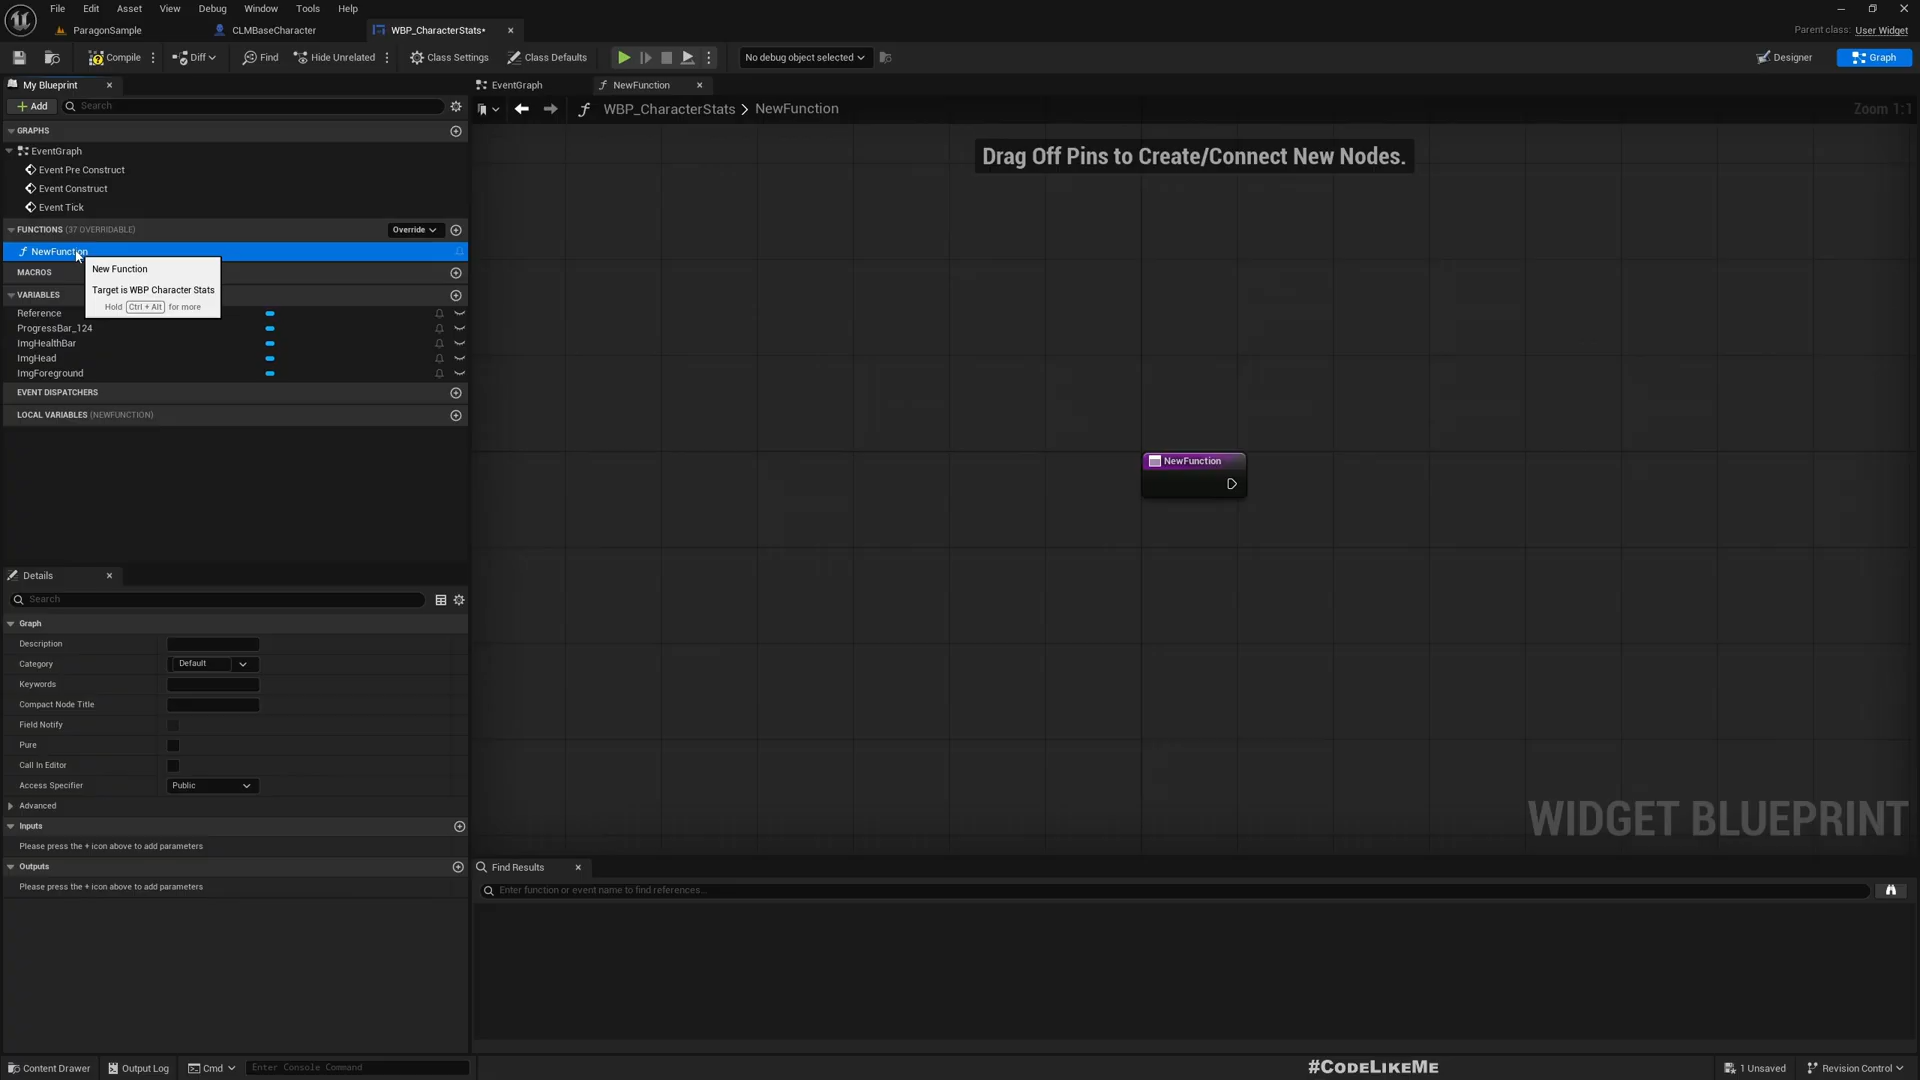 File Edit Asset View Debug Window Tools Help
ParagonSample CLMBaseCharacter WBP_CharacterStats•
Parent class: User Widget
Compile Diff Find Hide Unrelated Class Settings Class Defaults No debug object selected Designer Graph
My Blueprint
EventGraph NewFunction
Add Search
WBP_CharacterStats NewFunction Zoom 1:1
GRAPHS
Drag Off Pins to Create/Connect New Nodes.
EventGraph
Event Pre Construct
Event Construct
Event Tick
FUNCTIONS (37 OVERRIDABLE) Override
NewFunction
New Function
MACROS
Target is WBP Character Stats
VARIABLES
Hold Ctrl + Alt for more
Reference
ProgressBar_124
ImgHealthBar
ImgHead
ImgForeground
EVENT DISPATCHERS
LOCAL VARIABLES (NEWFUNCTION)
NewFunction
Details
Search
Graph
Description
Category Default
Keywords
Compact Node Title
Field Notify
Pure
Call In Editor
Access Specifier Public
Advanced
Inputs
Please press the + icon above to add parameters
Outputs
Please press the + icon above to add parameters
WIDGET BLUEPRINT
Find Results
Enter function or event name to find references...
Content Drawer Output Log Cmd Enter Console Command
#CODELIKEME
1 Unsaved Revision Control